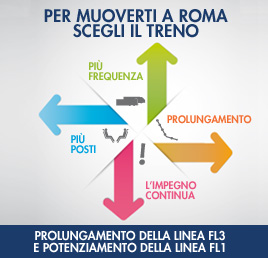 PER MUOVERTI A ROMA
SCEGLI IL TRENO
PIÙ
FREQUENZA
PROLUNGAMENTO
PIÙ
POSTI
!
L'IMPEGNO
CONTINUA
PROLUNGAMENTO DELLA LINEA FL3
E POTENZIAMENTO DELLA LINEA FL1